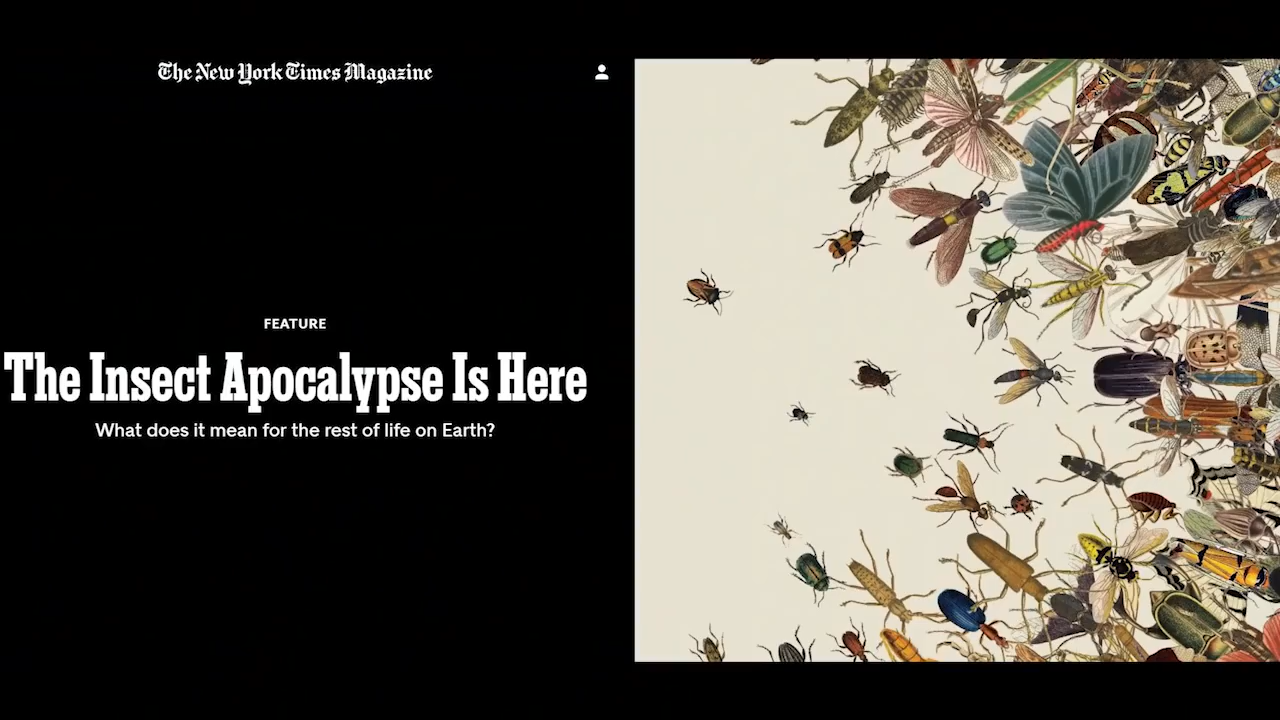 The New York Times Magazine
FEATURE
The Insect Apocalypse Is Here
What does it mean for the rest of life on Earth?